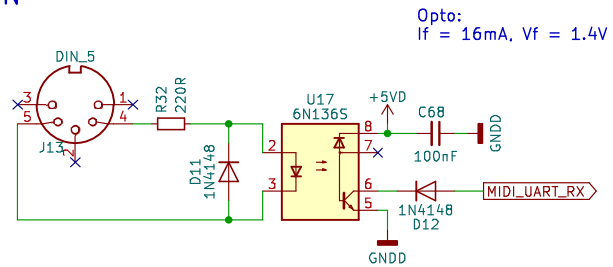 Opto:
If = 16mA, Vf = 1.4V
DIN_5
3
1
5
4
2
J13
R32
220R
D11
1N4148
U17
6N136S
2
3
8
7
6
5
+5VD
C68
100nF
GNDD
1N4148
D12
MIDI_UART_RX
GNDD